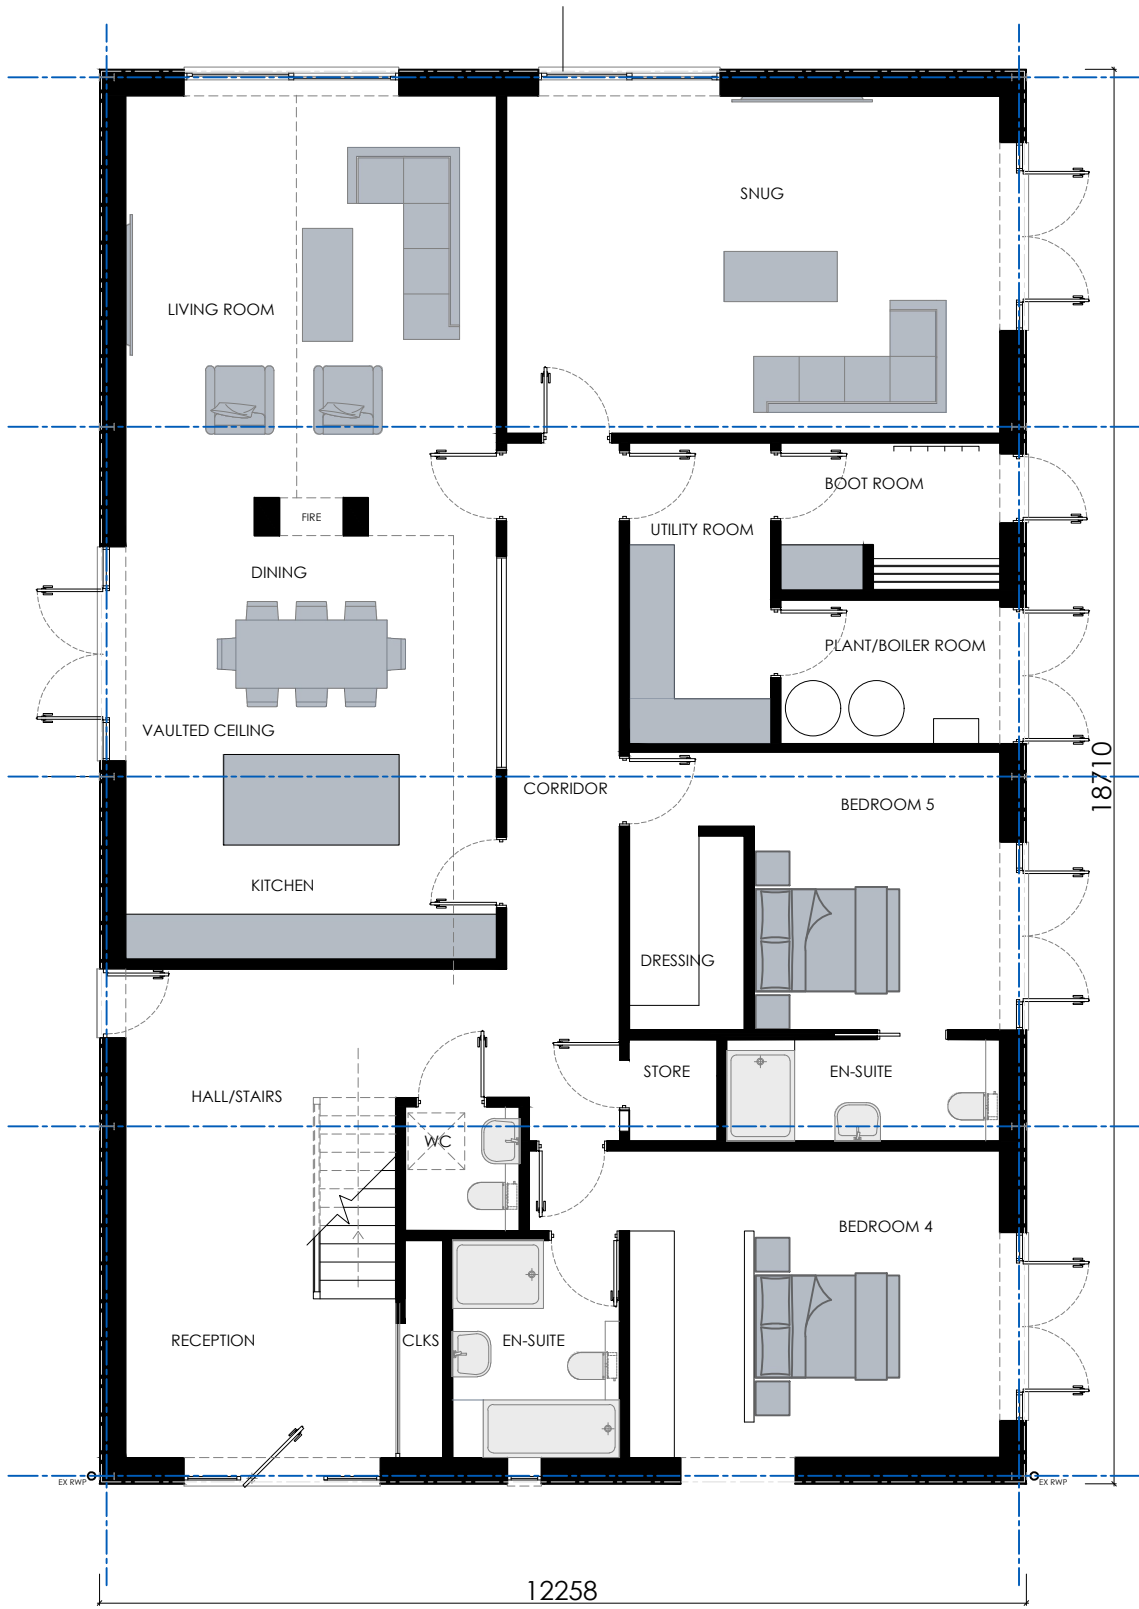 SNUG
LIVING ROOM
BOOT ROOM
FIRE
UTILITY ROOM
DINING
PLANT/BOILER ROOM
VAULTED CEILING
18710
CORRIDOR
BEDROOM 5
KITCHEN
DRESSING
STORE
EN-SUITE
HALL/STAIRS
WC
BEDROOM 4
RECEPTION
CLKS
EN-SUITE
EX RWP
EX RWP
12258